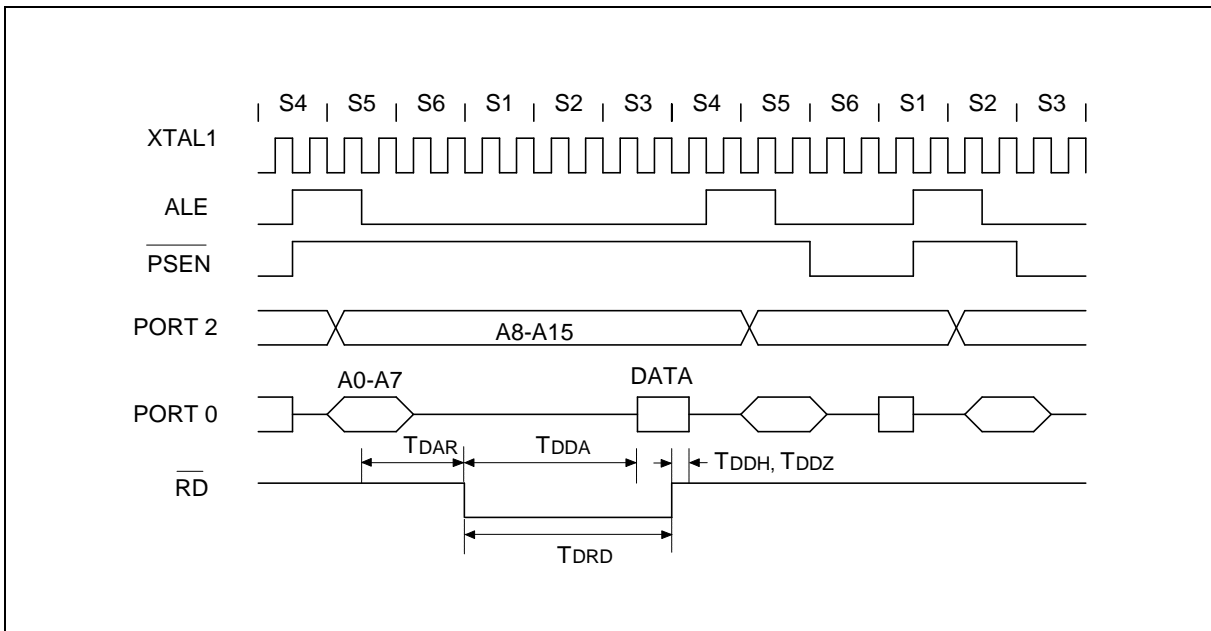 S4 S5 S6 S1 S2 S3 S4 S5 S6 S1 S2 S3
XTAL1
ALE
PSEN
PORT 2
A8-A15
A0-A7
DATA
PORT 0
TDAR
TDDA
TDDH, TDDZ
RD
TDRD